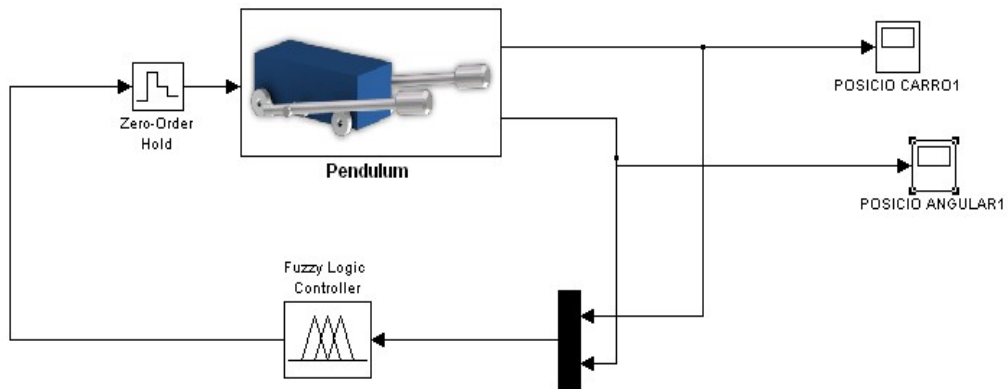 POSICIO CARRO1
Zero-Order
Hold
Pendulum
POSICIO ANGULAR1
Fuzzy Logic
Controller